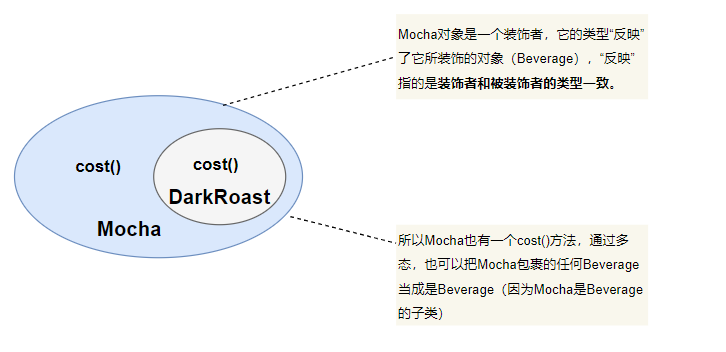 Mocha对象是一个装饰者，它的类型“反映”
了它所装饰的对象（Beverage），“反映”
指的是装饰者和被装饰者的类型一致。
cost()
cost()
DarkRoast
Mocha
所以Mocha也有一个cost()方法，通过多
态，也可以把Mocha包裹的任何Beverage
当成是Beverage（因为Mocha是Beverage
的子类）